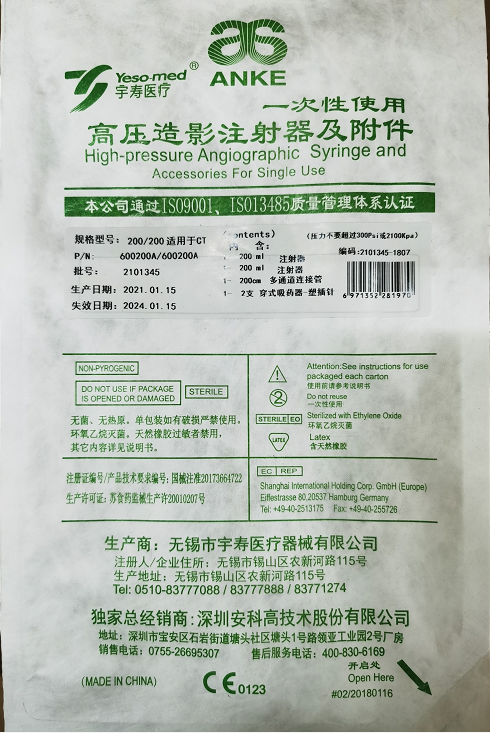 Yeso-med®
宇寿医疗
ANKE
一次性使用
高压造影注射器及附件
High-pressure Angiographic Syringe and
Accessories For Single Use
本公司通过ISO9001、ISO13485质量管理体系认证
规格型号: 200/200 适用于CT
P/N: 600200A/600200A
批号: 2101345
生产日期: 2021.01.15
失效日期: 2024.01.15
(压力不要超过300Psi或2100Kpa)
内 含:
编码:2101345-1807
1- 200 ml 注射器
1- 200 ml 注射器
1- 200cm 多通道连接管
1- 2支 穿式吸药器-塑插针
6971352281970
NON-PYROGENIC
DO NOT USE IF PACKAGE
IS OPENED OR DAMAGED
STERILE
无菌、无热原，单包装如有破损严禁使用，
环氧乙烷灭菌。天然橡胶过敏者禁用，
其它内容详见说明书。
Attention:See instructions for use
packaged each carton
使用前请参考说明书
2
Do not reuse
一次性使用
STERILE EO
Sterilized with Ethylene Oxide
环氧乙烷灭菌
LATEX
Latex
含天然橡胶
注册证编号/产品技术要求编号: 国械注准20173664722
生产许可证: 苏食药监械生产许20010207号
EC REP
Shanghai International Holding Corp. GmbH (Europe)
Eiffestrasse 80,20537 Hamburg Germany
Tel: +49-40-2513175 Fax: +49-40-255726
生产商: 无锡市宇寿医疗器械有限公司
注册人/企业住所: 无锡市锡山区农新河路115号
生产地址: 无锡市锡山区农新河路115号
Tel: 0510-83777088 / 83777888 / 83771274
独家总经销商: 深圳安科高技术股份有限公司
地址: 深圳市宝安区石岩街道塘头社区塘头1号路领亚工业园2号厂房
销售电话: 0755-26695307 售后服务电话: 400-830-6169
开启处
Open Here
(MADE IN CHINA)
CE 0123
#02/20180116